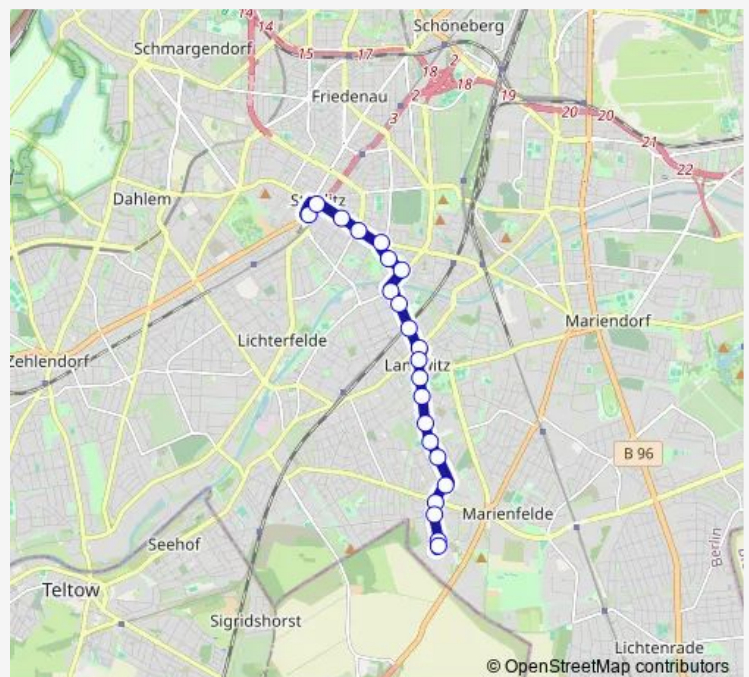 14
14
Schöneberg
Schmargendorf
15
17
18
2
18
Friedenau
2
19
3
20
20
21
22
Dahlem
Mariendorf
Lichterfelde
Zehlendorf
B 96
Marienfelde
Seehof
Berlin
Teltow
Sigridshorst
Lichtenrade
© OpenStreetMap contributors